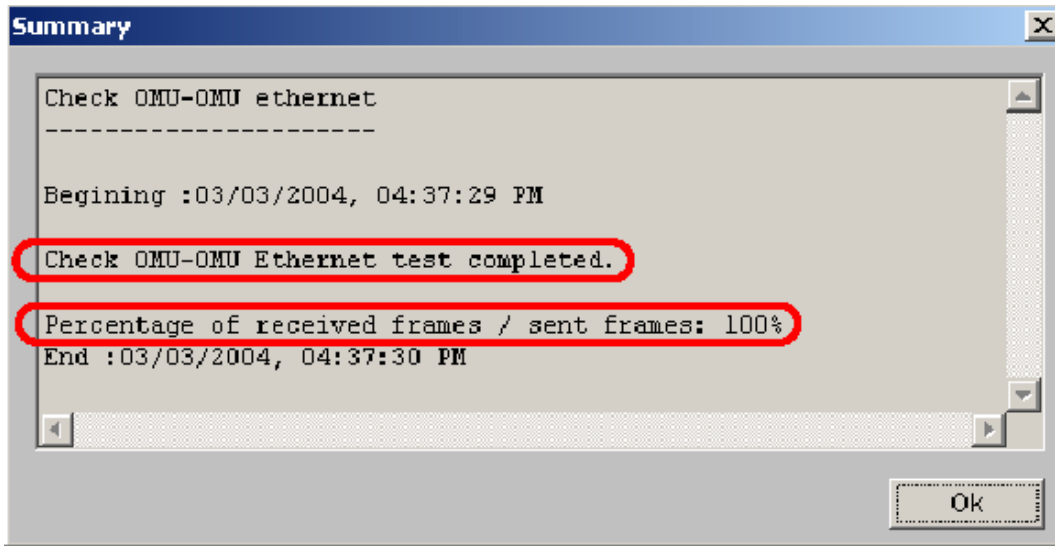 Summary
Check OMU-OMU ethernet
----------------------
Begining :03/03/2004, 04:37:29 PM
Check OMU-OMU Ethernet test completed.
Percentage of received frames / sent frames: 100%
End :03/03/2004, 04:37:30 PM
Ok